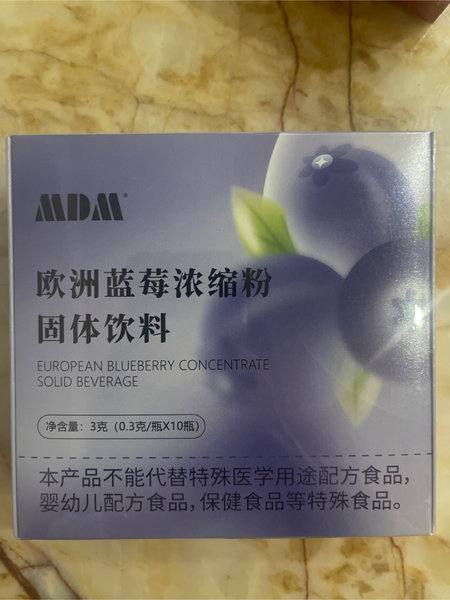 MDM®
欧洲蓝莓浓缩粉
固体饮料
EUROPEAN BLUEBERRY CONCENTRATE
SOLID BEVERAGE
净含量：3克（0.3克/瓶X10瓶）
本产品不能代替特殊医学用途配方食品，
婴幼儿配方食品，保健食品等特殊食品。